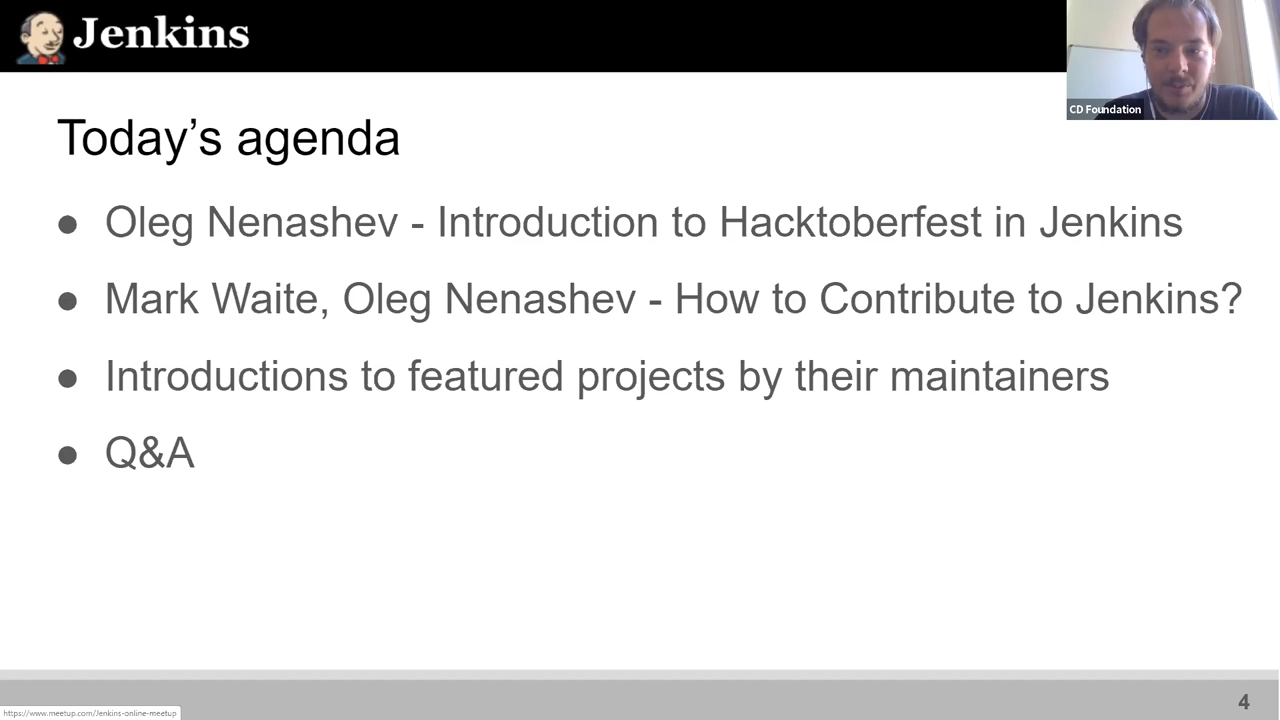 Jenkins
CD Foundation
Today’s agenda
● Oleg Nenashev - Introduction to Hacktoberfest in Jenkins
● Mark Waite, Oleg Nenashev - How to Contribute to Jenkins?
● Introductions to featured projects by their maintainers
● Q&A
4
https://www.meetup.com/Jenkins-online-meetup